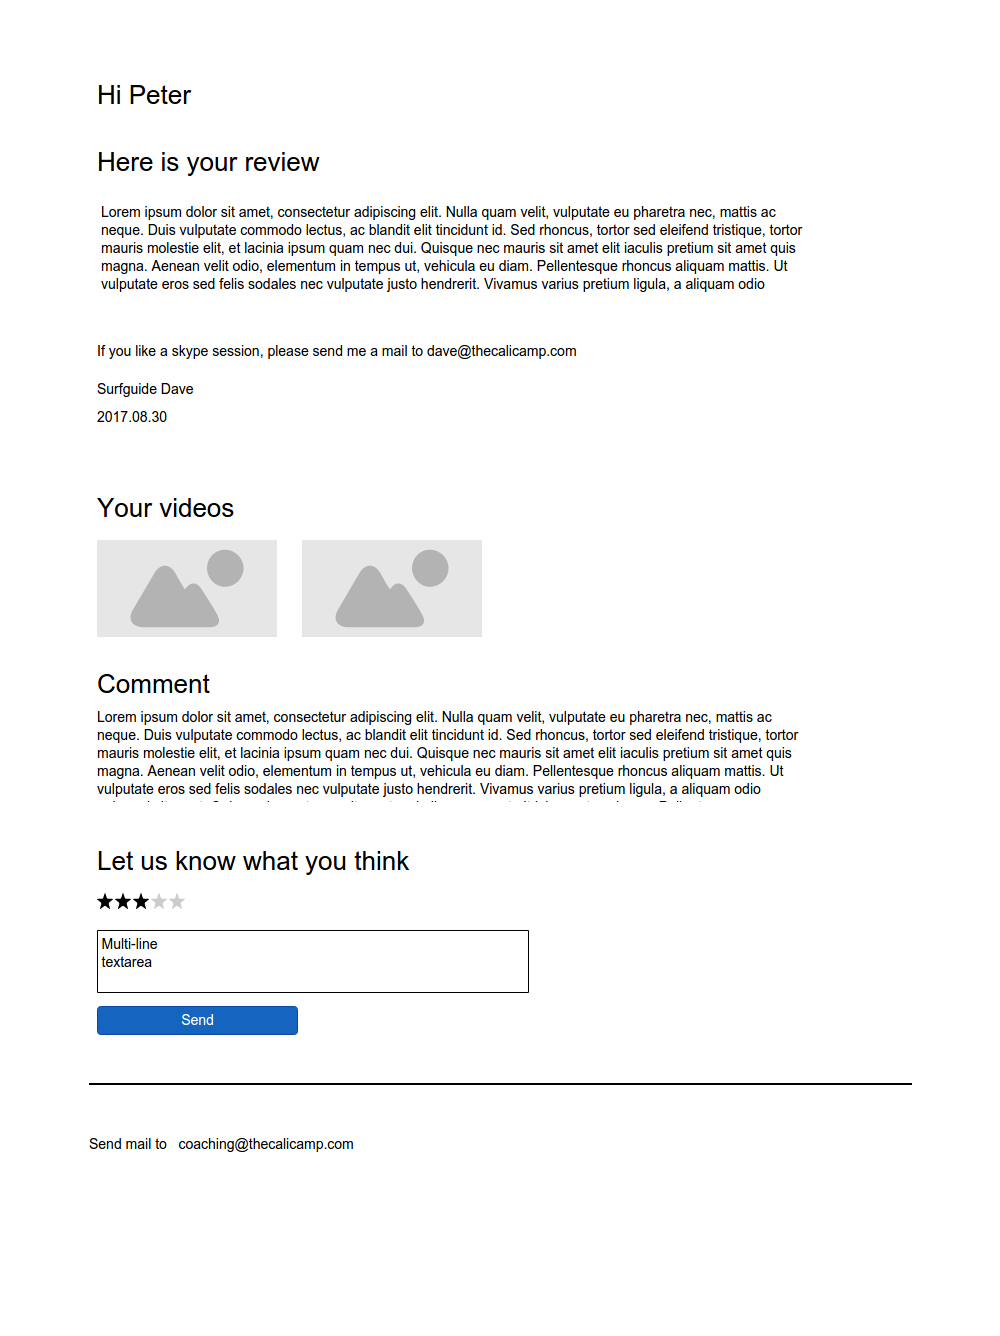 Hi Peter
Here is your review
Lorem ipsum dolor sit amet, consectetur adipiscing elit. Nulla quam velit, vulputate eu pharetra nec, mattis ac
neque. Duis vulputate commodo lectus, ac blandit elit tincidunt id. Sed rhoncus, tortor sed eleifend tristique, tortor
mauris molestie elit, et lacinia ipsum quam nec dui. Quisque nec mauris sit amet elit iaculis pretium sit amet quis
magna. Aenean velit odio, elementum in tempus ut, vehicula eu diam. Pellentesque rhoncus aliquam mattis. Ut
vulputate eros sed felis sodales nec vulputate justo hendrerit. Vivamus varius pretium ligula, a aliquam odio
If you like a skype session, please send me a mail to dave@thecalicamp.com
Surfguide Dave
2017.08.30
Your videos
Comment
Lorem ipsum dolor sit amet, consectetur adipiscing elit. Nulla quam velit, vulputate eu pharetra nec, mattis ac
neque. Duis vulputate commodo lectus, ac blandit elit tincidunt id. Sed rhoncus, tortor sed eleifend tristique, tortor
mauris molestie elit, et lacinia ipsum quam nec dui. Quisque nec mauris sit amet elit iaculis pretium sit amet quis
magna. Aenean velit odio, elementum in tempus ut, vehicula eu diam. Pellentesque rhoncus aliquam mattis. Ut
vulputate eros sed felis sodales nec vulputate justo hendrerit. Vivamus varius pretium ligula, a aliquam odio
Let us know what you think
Multi-line
textarea
Send
Send mail to coaching@thecalicamp.com